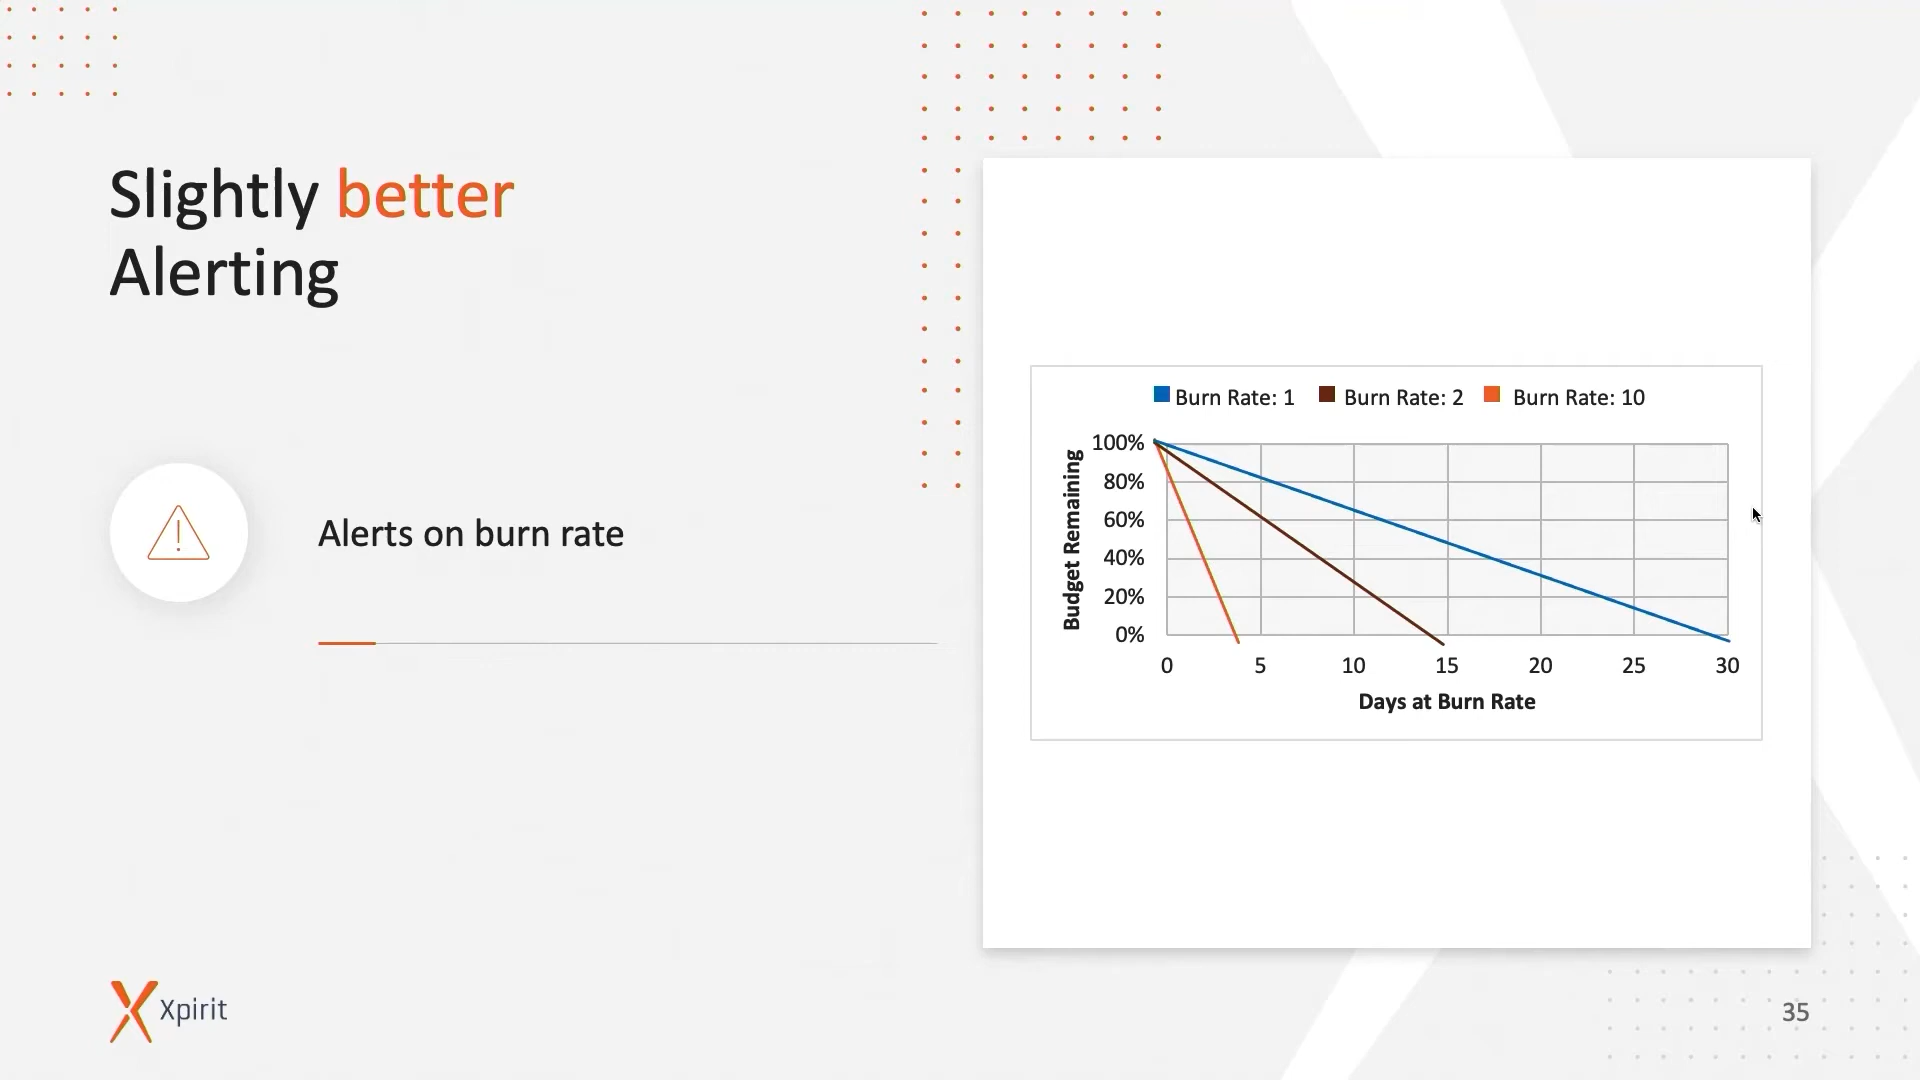 Slightly better
Alerting
Alerts on burn rate
Burn Rate: 1 Burn Rate: 2 Burn Rate: 10
Budget Remaining
100%
80%
60%
40%
20%
0%
0 5 10 15 20 25 30
Days at Burn Rate
Xpirit
35